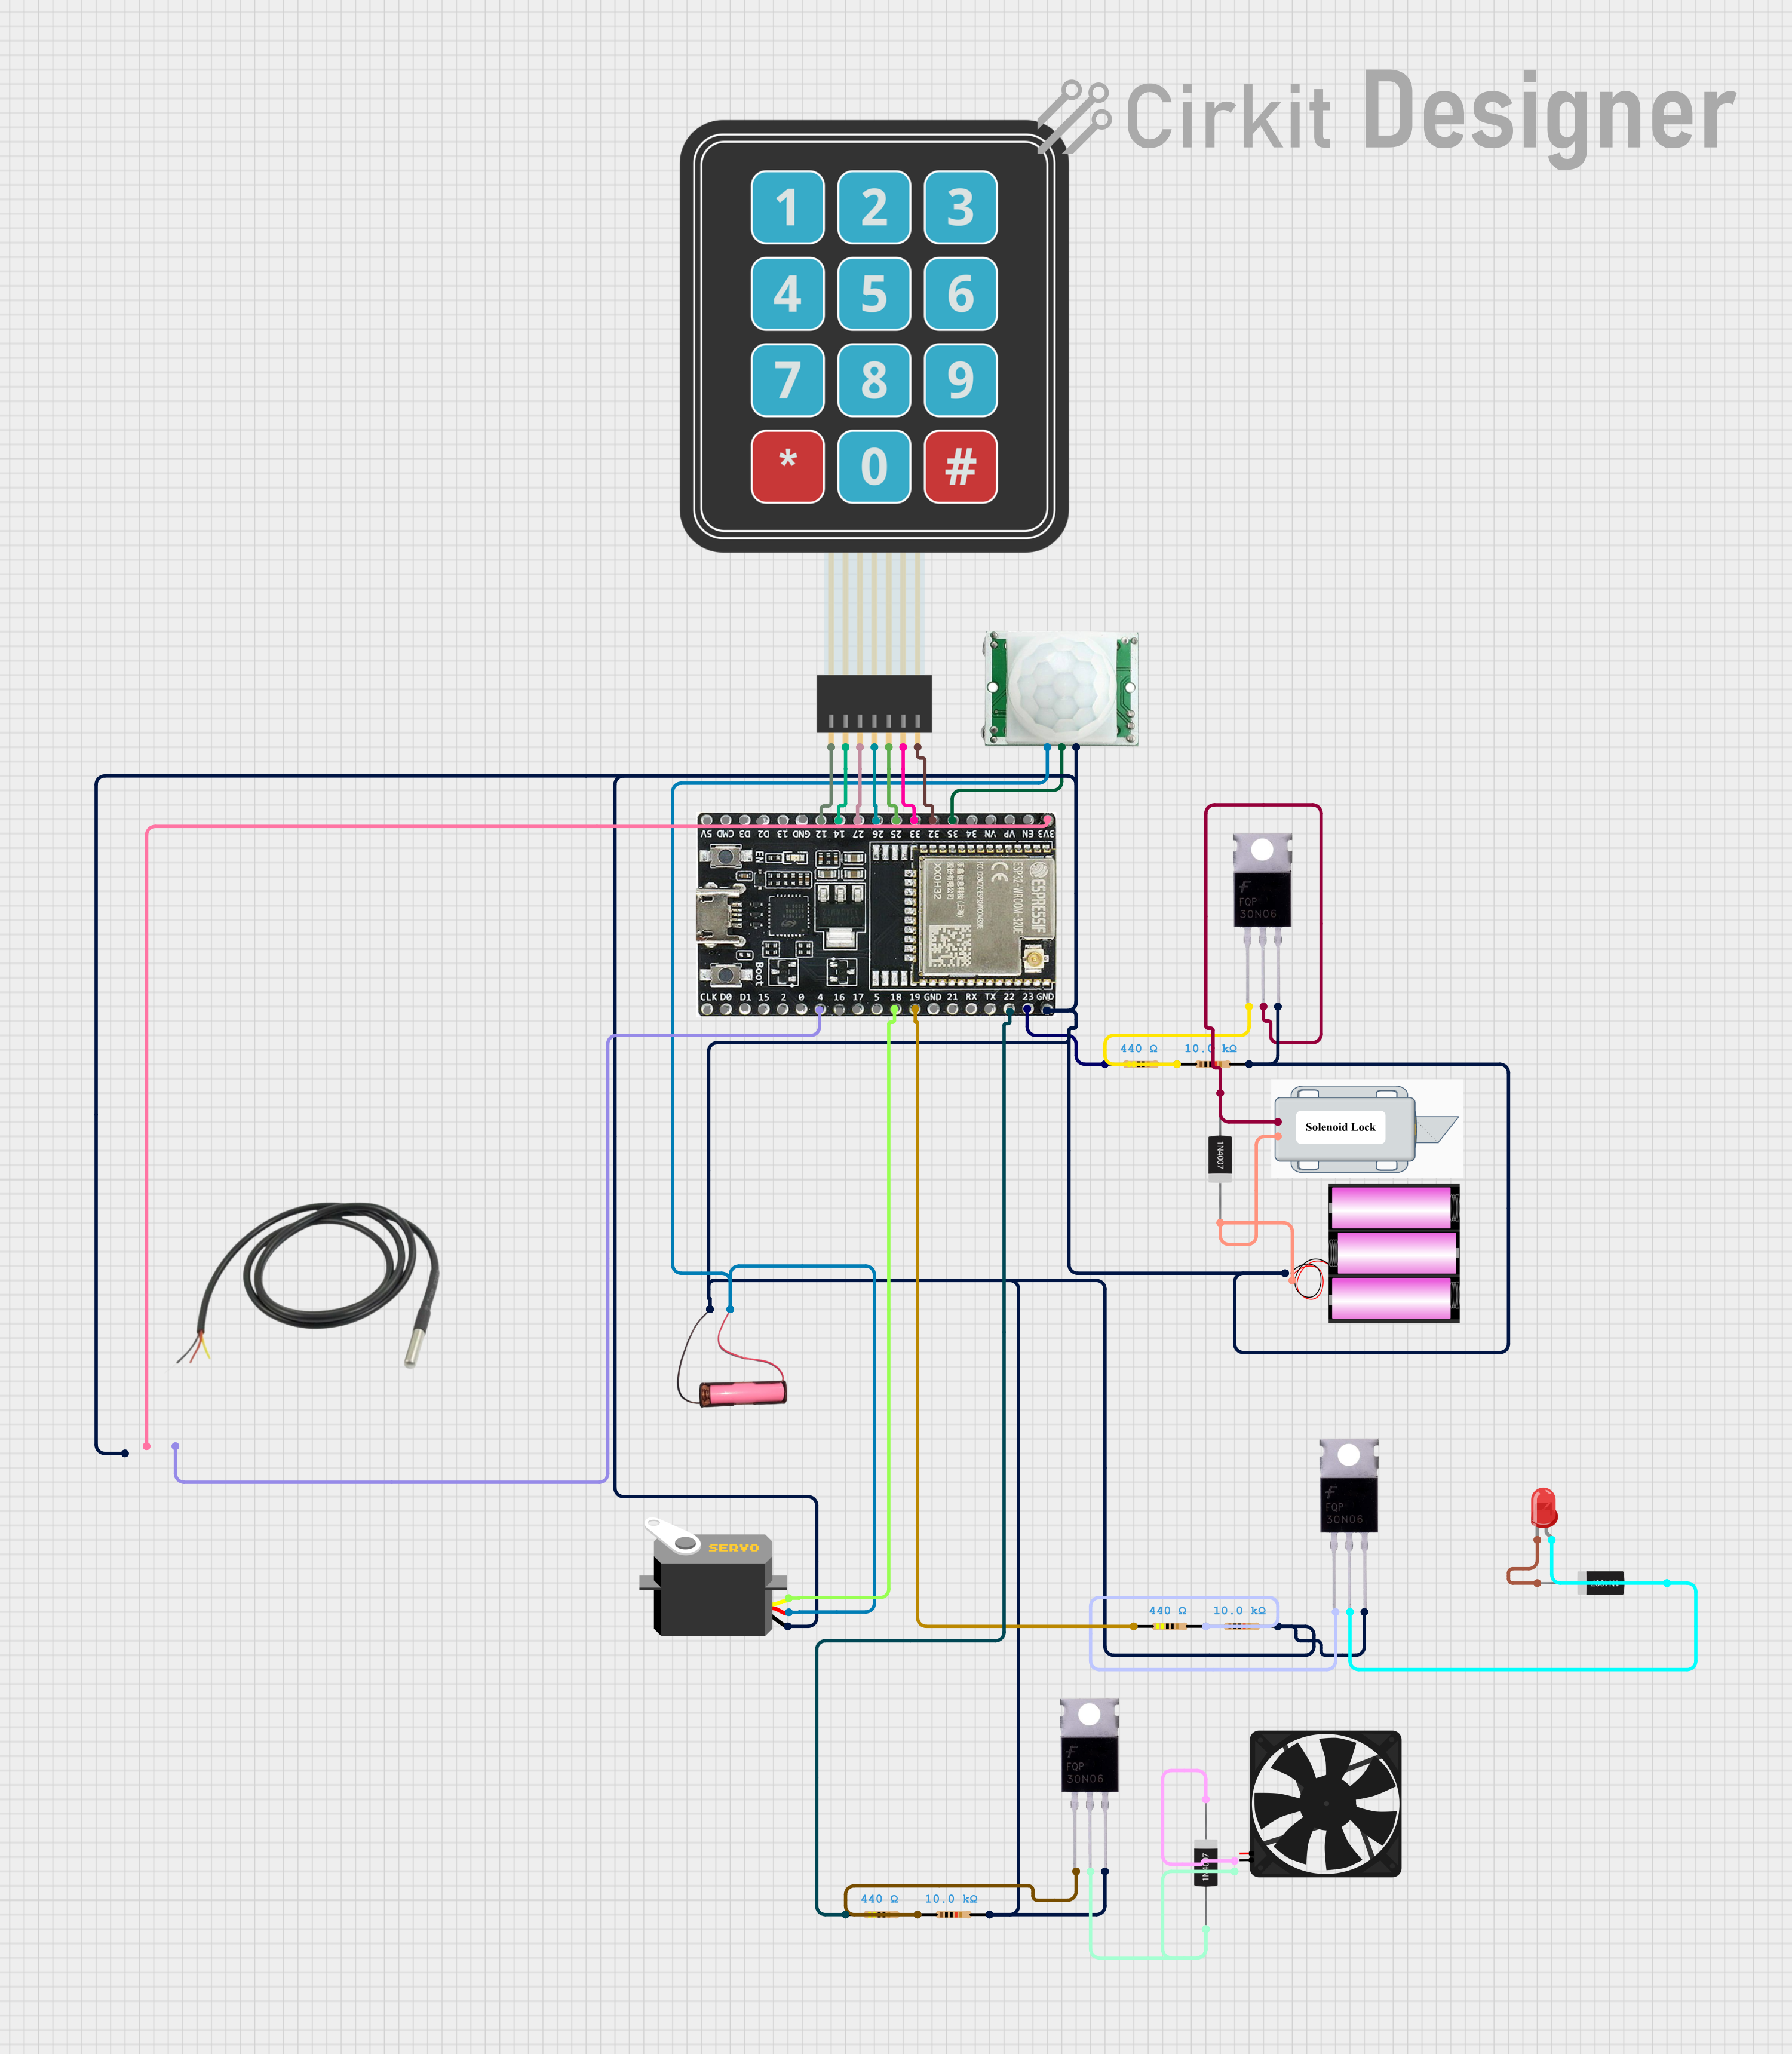 Cirkit Designer
1 2 3
4 5 6
7 8 9
* 0 #
5V CMD D3 D2 13 GND 12 14 27 26 25 33 32 35 34 VN VP EN 3V3
EN
ESPRESSIF
ESP32-WROOM-32UE
CE
XX0H32
Boot
CLK D0 D1 15 2 0 4 16 17 5 18 19 GND 21 RX TX 22 23 GND
FQP
30N06
440 Ω 10.0 kΩ
Solenoid Lock
1N4007
FQP
30N06
SERVO
440 Ω 10.0 kΩ
FQP
30N06
1N4007
440 Ω 10.0 kΩ